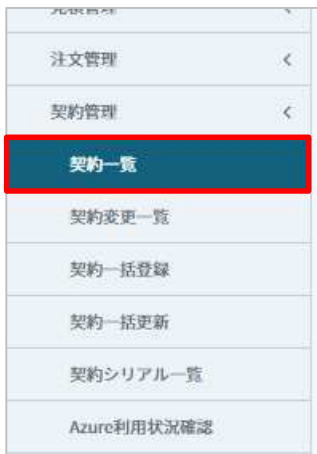 注文管理
契約管理
契約一覧
契約変更一覧
契約一括登録
契約一括更新
契約シリアル一覧
Azure利用状況確認